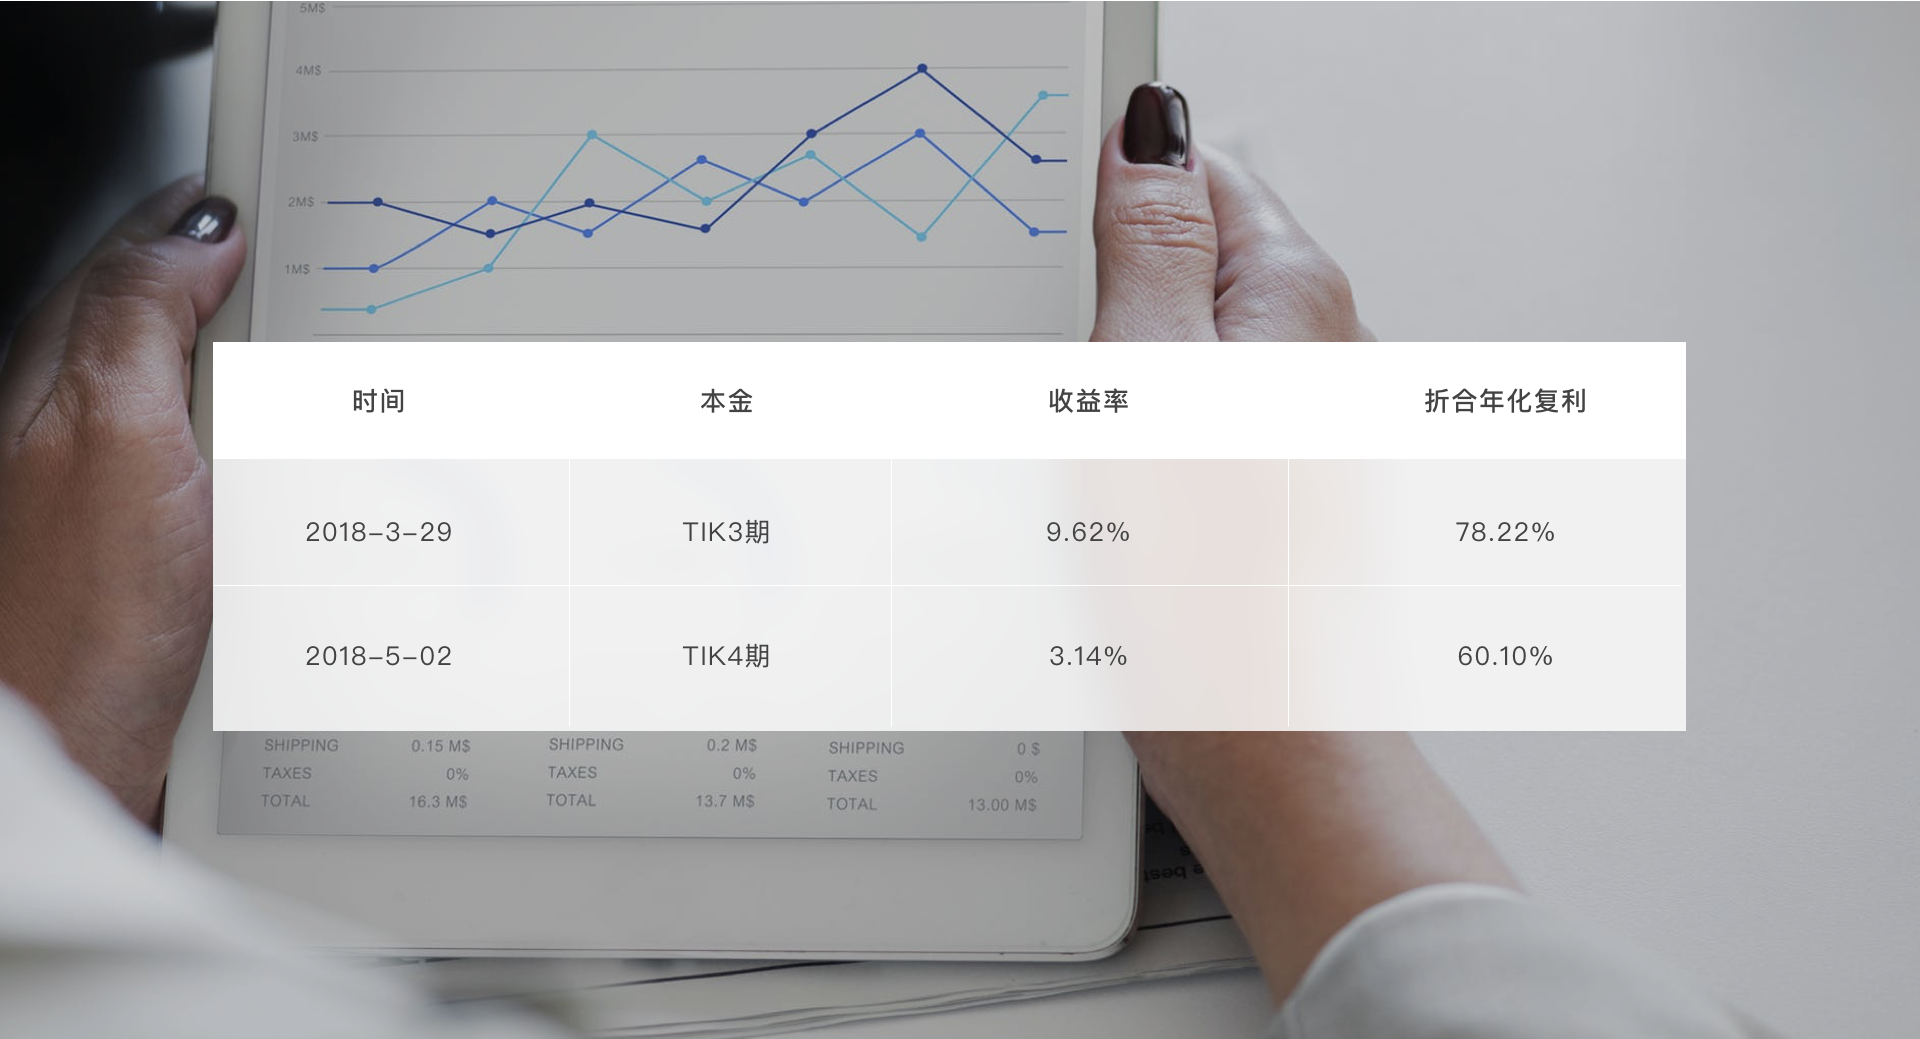 5M$
4M$
3M$
2M$
1M$
时间 本金 收益率 折合年化复利
2018-3-29 TIK3期 9.62% 78.22%
2018-5-02 TIK4期 3.14% 60.10%
SHIPPING 0.15 M$ SHIPPING 0.2 M$ SHIPPING 0 $
TAXES 0% TAXES 0% TAXES 0%
TOTAL 16.3 M$ TOTAL 13.7 M$ TOTAL 13.00 M$